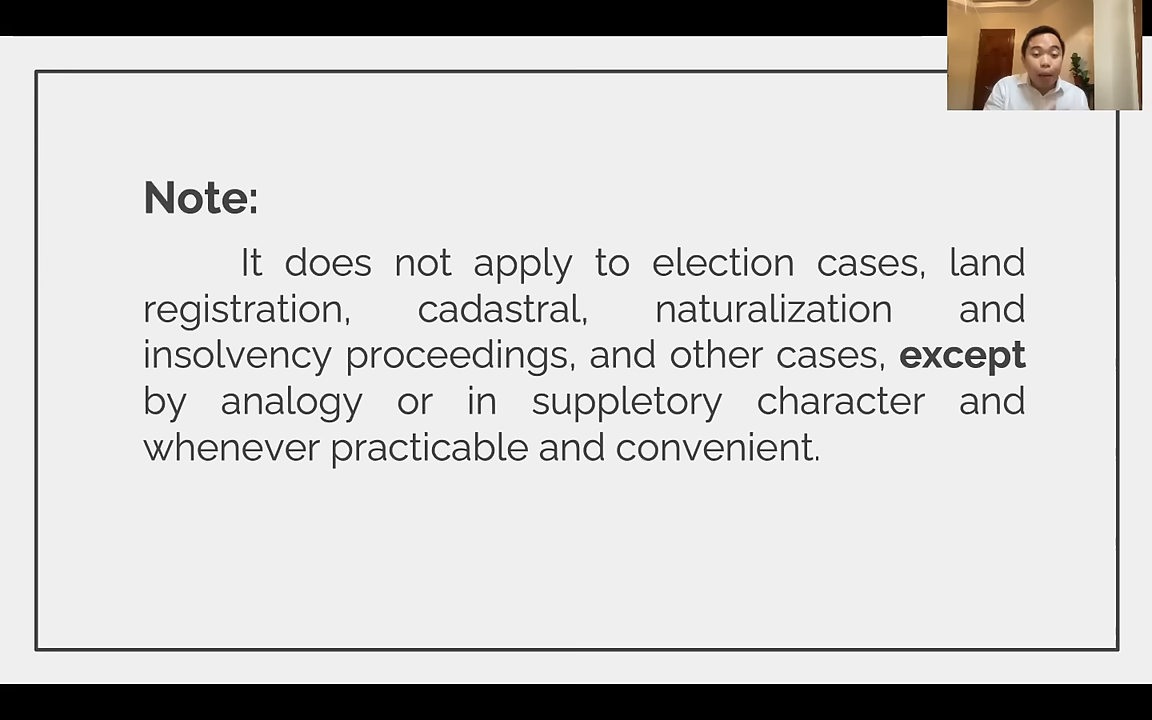 Note:
It does not apply to election cases, land
registration, cadastral, naturalization and
insolvency proceedings, and other cases, except
by analogy or in suppletory character and
whenever practicable and convenient.